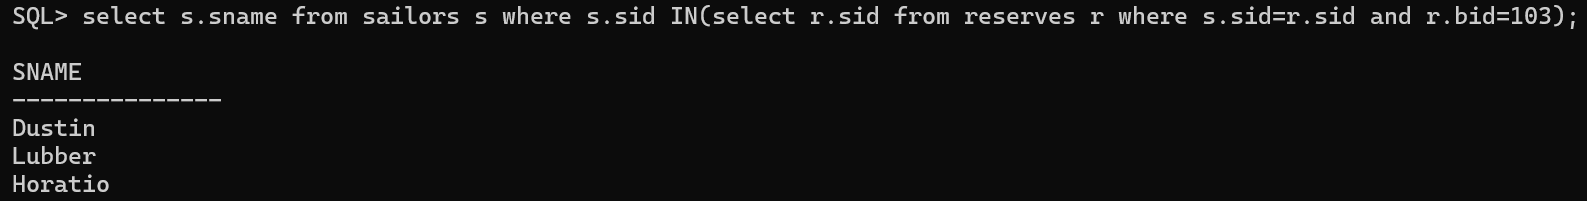 SQL> select s.sname from sailors s where s.sid IN(select r.sid from reserves r where s.sid=r.sid and r.bid=103);
SNAME
---------------
Dustin
Lubber
Horatio